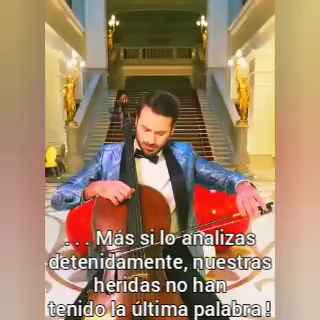 . . . Más si lo analizas
detenidamente, nuestras
heridas no han
tenido la última palabra !